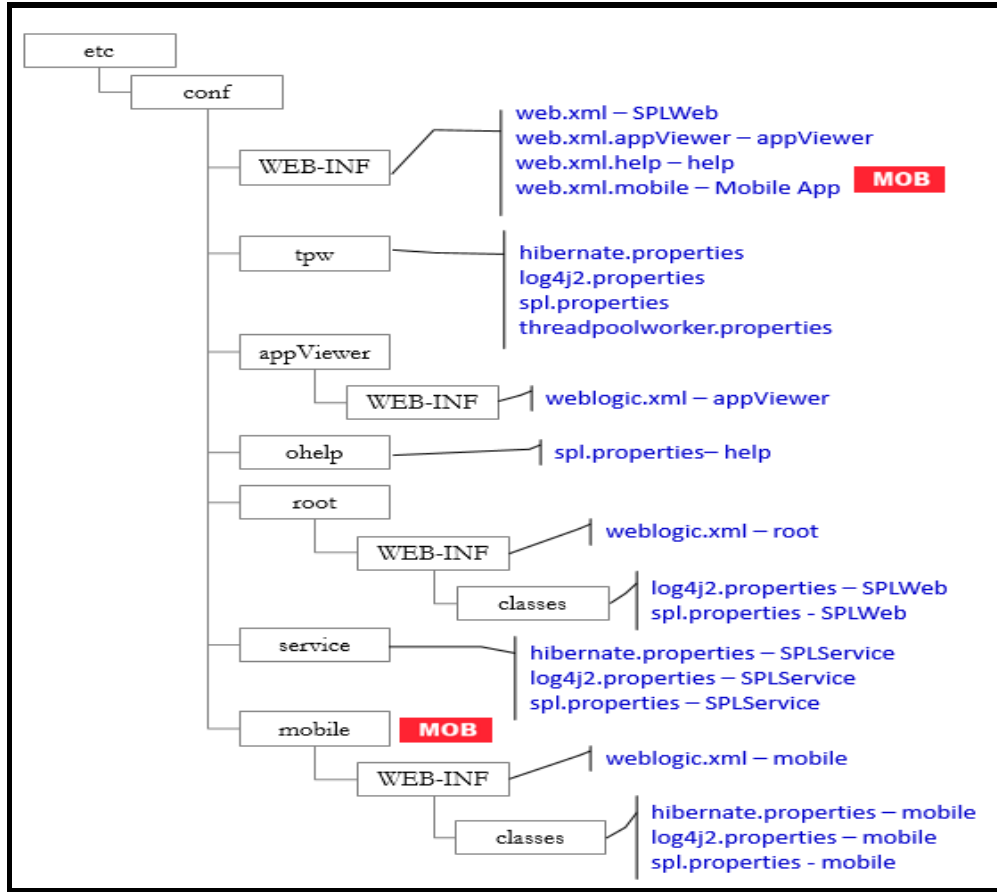 etc
conf
WEB-INF
web.xml – SPLWeb
web.xml.appViewer – appViewer
web.xml.help – help
web.xml.mobile – Mobile App MOB
tpw
hibernate.properties
log4j2.properties
spl.properties
threadpoolworker.properties
appViewer
WEB-INF
weblogic.xml – appViewer
ohelp
spl.properties– help
root
WEB-INF
weblogic.xml – root
classes
log4j2.properties – SPLWeb
spl.properties - SPLWeb
service
hibernate.properties – SPLService
log4j2.properties – SPLService
spl.properties – SPLService
mobile MOB
WEB-INF
weblogic.xml – mobile
classes
hibernate.properties – mobile
log4j2.properties – mobile
spl.properties - mobile